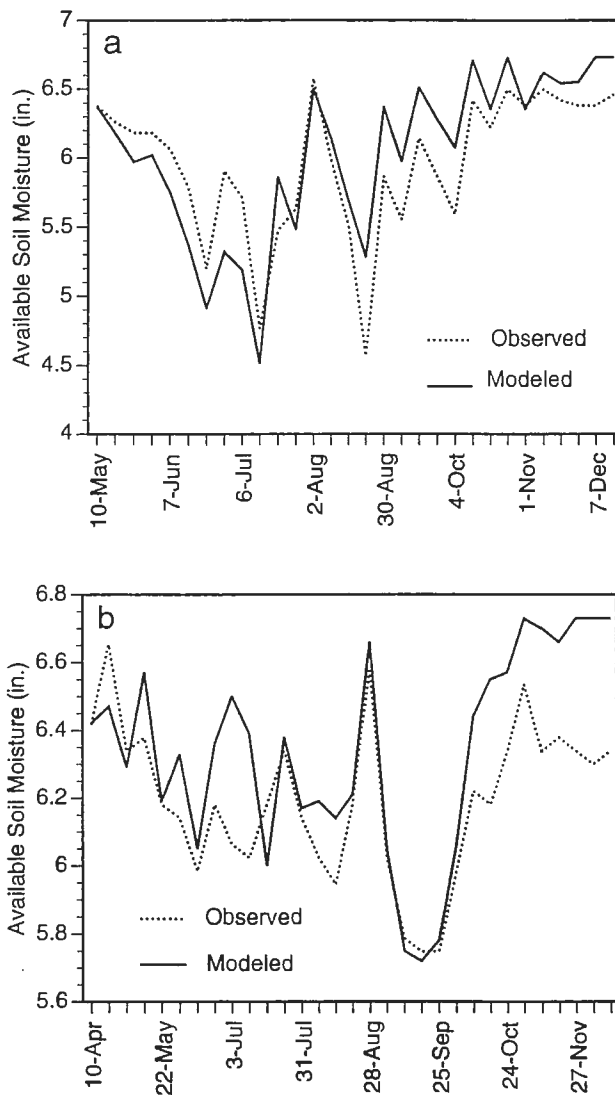 a
Available Soil Moisture (in.)
7
6.5
6
5.5
5
4.5
4
Observed
Modeled
10-May
7-Jun
6-Jul
2-Aug
30-Aug
4-Oct
1-Nov
7-Dec
b
Available Soil Moisture (in.)
6.8
6.6
6.4
6.2
6
5.8
5.6
Observed
Modeled
10-Apr
22-May
3-Jul
31-Jul
28-Aug
25-Sep
24-Oct
27-Nov